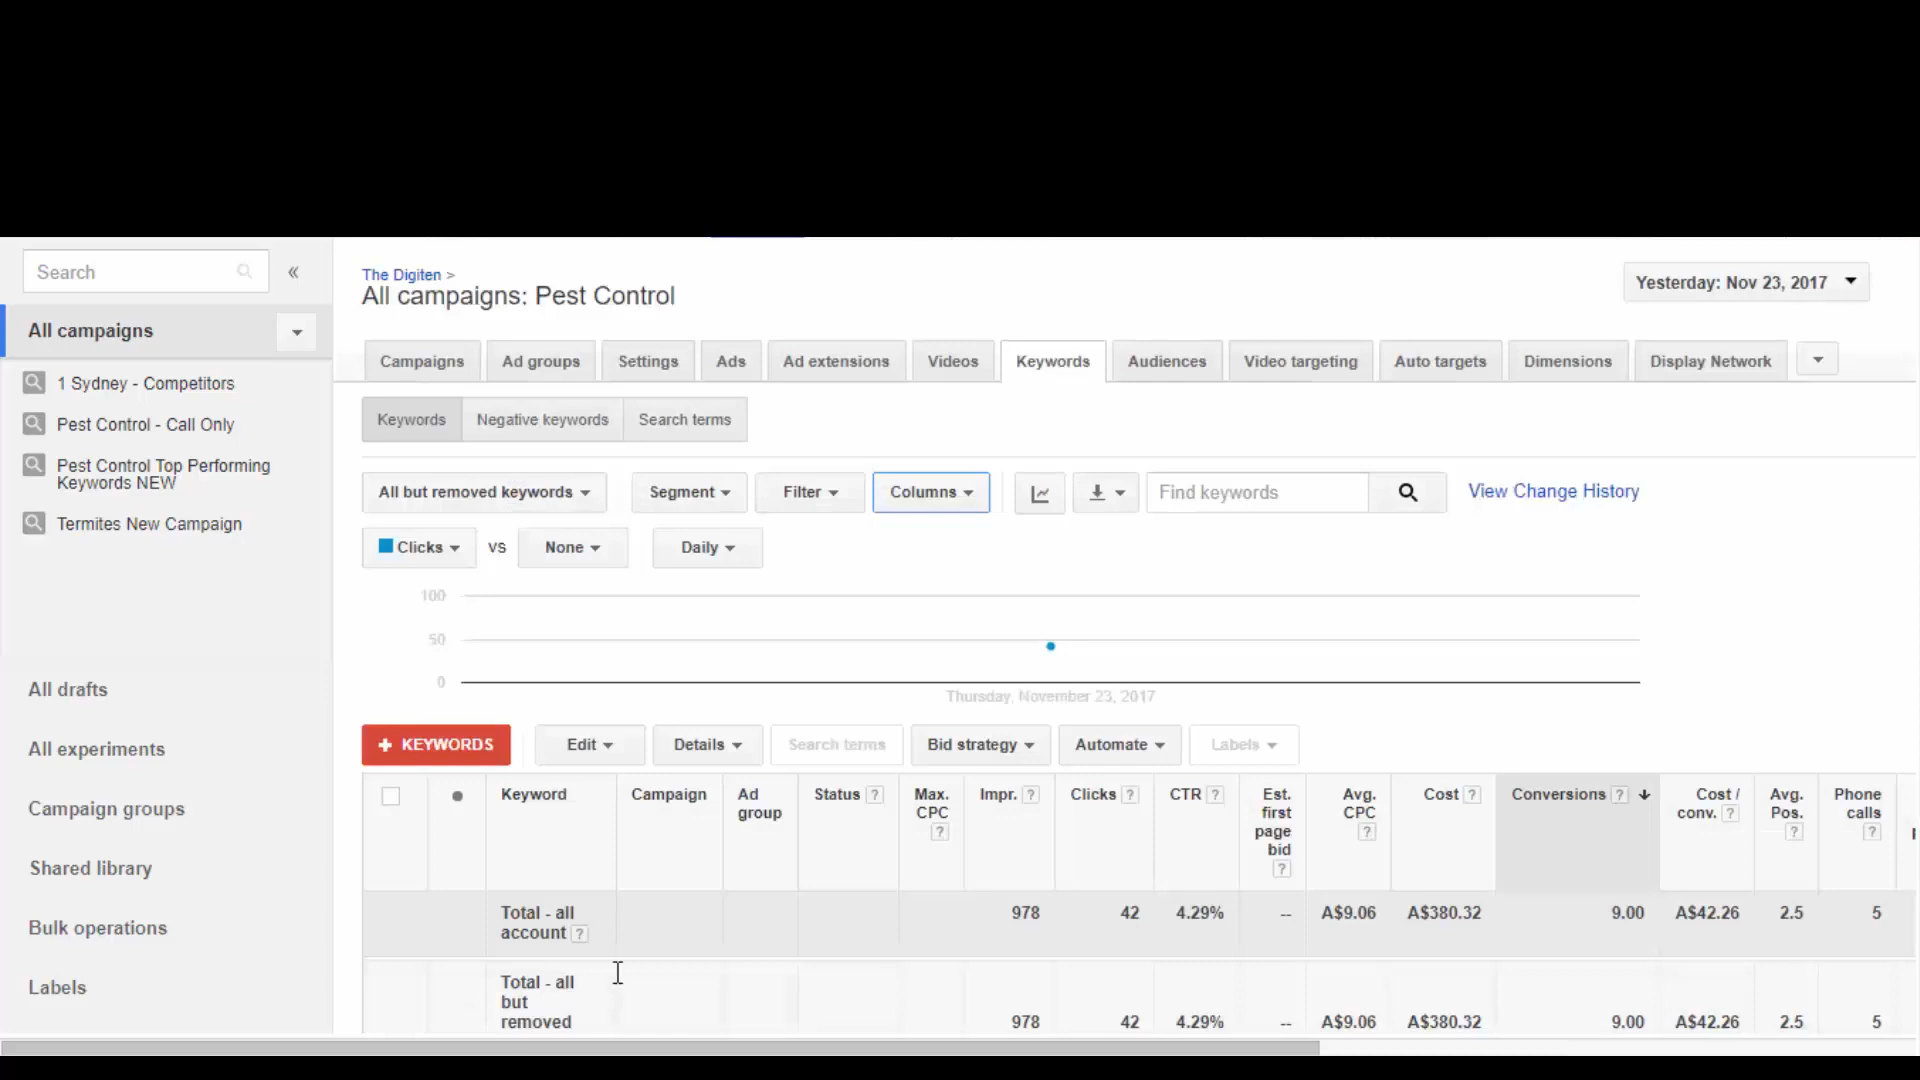 Search
«
The Digiten >
All campaigns: Pest Control
Yesterday: Nov 23, 2017
All campaigns
1 Sydney - Competitors
Pest Control - Call Only
Pest Control Top Performing
Keywords NEW
Termites New Campaign
All drafts
All experiments
Campaign groups
Shared library
Bulk operations
Labels
Campaigns Ad groups Settings Ads Ad extensions Videos Keywords Audiences Video targeting Auto targets Dimensions Display Network
Keywords Negative keywords Search terms
All but removed keywords Segment Filter Columns Find keywords View Change History
Clicks VS None Daily
100
50
0
Thursday, November 23, 2017
+ KEYWORDS Edit Details Search terms Bid strategy Automate Labels
Keyword Campaign Ad group Status ? Max. CPC ? Impr. ? Clicks ? CTR ? Est. first page bid ? Avg. CPC ? Cost ? Conversions ? Cost / conv. ? Avg. Pos. ? Phone calls ?
Total - all account ? 978 42 4.29% -- A$9.06 A$380.32 9.00 A$42.26 2.5 5
Total - all but removed 978 42 4.29% -- A$9.06 A$380.32 9.00 A$42.26 2.5 5